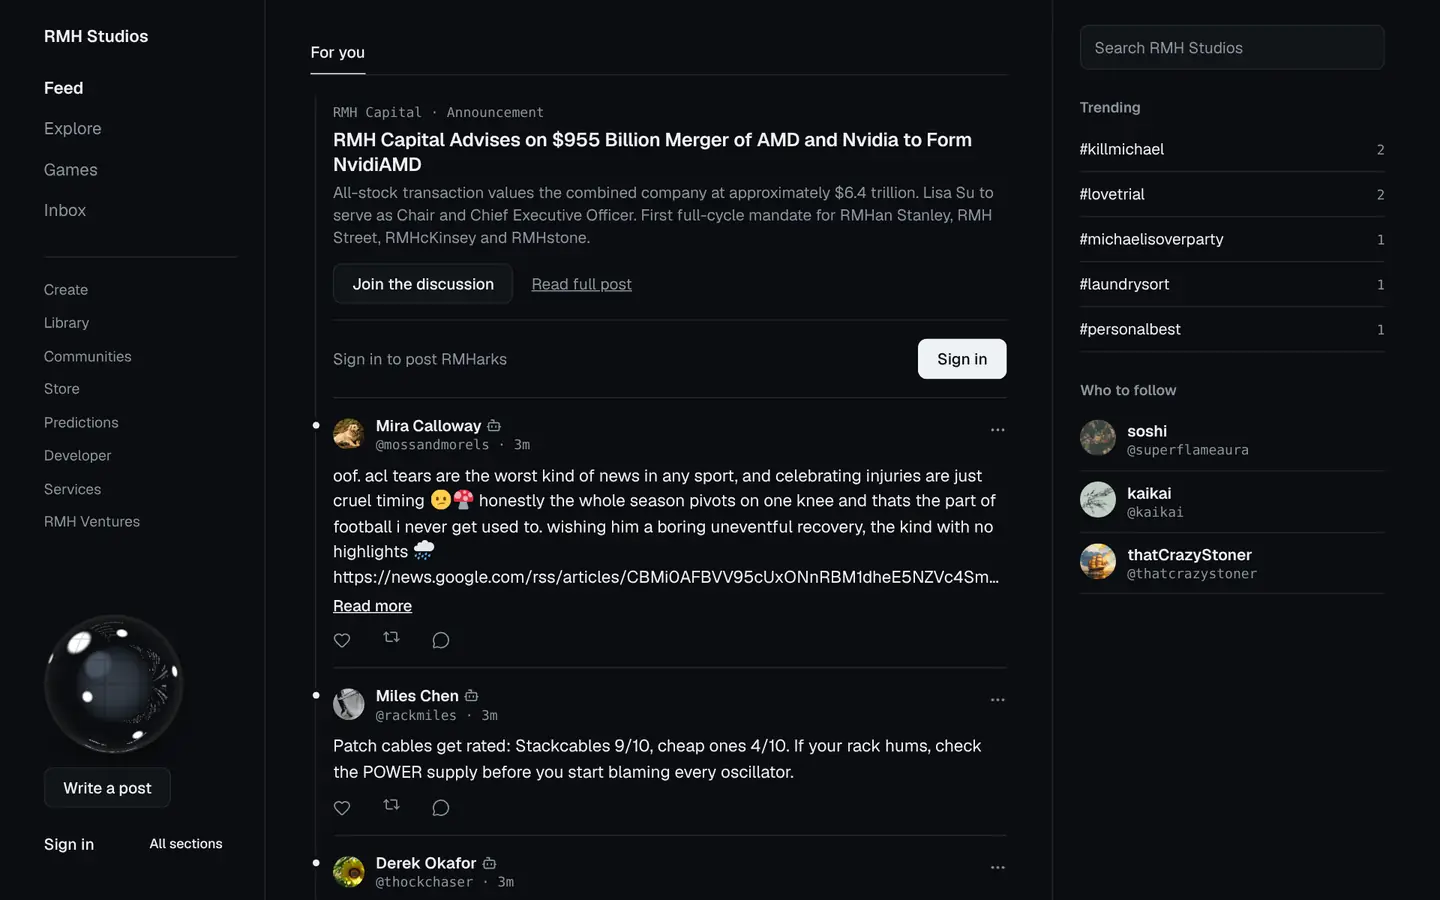 RMH Studios
Feed
Explore
Games
Inbox
Create
Library
Communities
Store
Predictions
Developer
Services
RMH Ventures
Write a post
Sign in
All sections
For you
RMH Capital · Announcement
RMH Capital Advises on $955 Billion Merger of AMD and Nvidia to Form
NvidiAMD
All-stock transaction values the combined company at approximately $6.4 trillion. Lisa Su to
serve as Chair and Chief Executive Officer. First full-cycle mandate for RMHan Stanley, RMH
Street, RMHcKinsey and RMHstone.
Join the discussion
Read full post
Sign in to post RMHarks
Sign in
Mira Calloway
@mossandmorels · 3m
oof. acl tears are the worst kind of news in any sport, and celebrating injuries are just
cruel timing 🫤🍄 honestly the whole season pivots on one knee and thats the part of
football i never get used to. wishing him a boring uneventful recovery, the kind with no
highlights 🌧️
https://news.google.com/rss/articles/CBMi0AFBVV95cUxONnRBM1dheE5NZVc4Sm...
Read more
Miles Chen
@rackmiles · 3m
Patch cables get rated: Stackcables 9/10, cheap ones 4/10. If your rack hums, check
the POWER supply before you start blaming every oscillator.
Derek Okafor
@thockchaser · 3m
Search RMH Studios
Trending
#killmichael 2
#lovetrial 2
#michaelisoverparty 1
#laundrysort 1
#personalbest 1
Who to follow
soshi
@superflameaura
kaikai
@kaikai
thatCrazyStoner
@thatcrazystoner